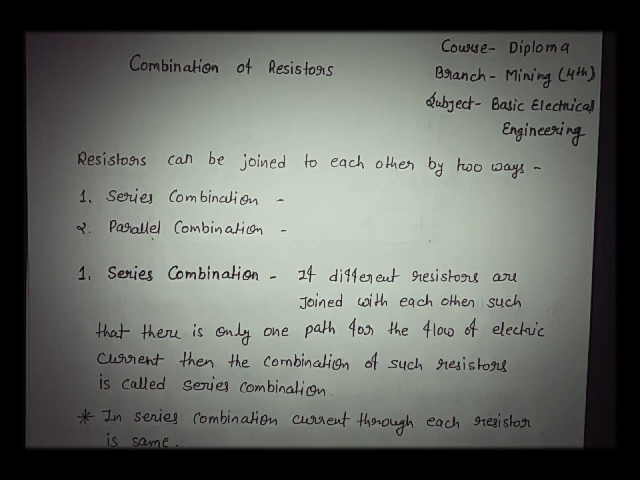 Combination of Resistors
Course- Diploma
Branch- Mining (4th)
Subject- Basic Electrical
Engineering
Resistors can be joined to each other by two ways -
1. Series Combination -
2. Parallel Combination -
1. Series Combination - If different resistors are
joined with each other such
that there is only one path for the flow of electric
current then the combination of such resistors
is called series combination.
* In series combination current through each resistor
is same.